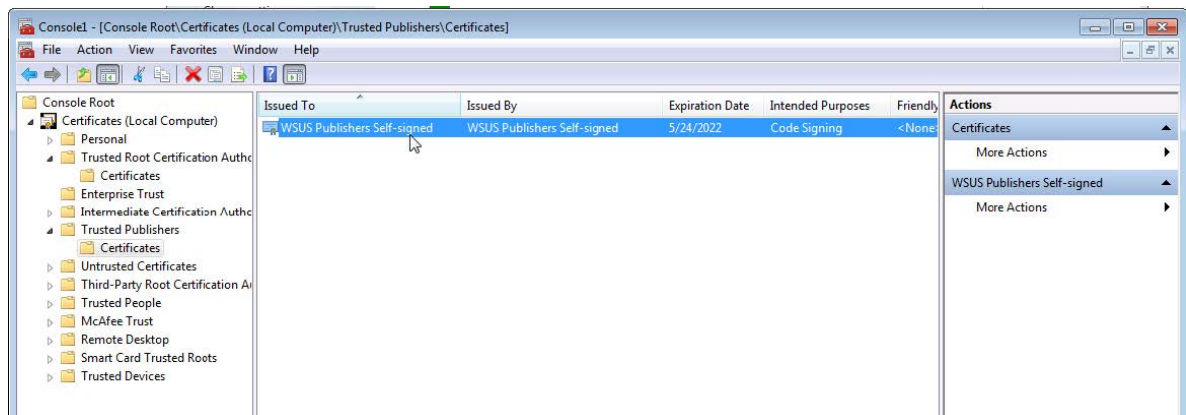 Console1 - [Console Root\Certificates (Local Computer)\Trusted Publishers\Certificates]
File Action View Favorites Window Help
Console Root
Certificates (Local Computer)
Personal
Trusted Root Certification Autho
Certificates
Enterprise Trust
Intermediate Certification Autho
Trusted Publishers
Certificates
Untrusted Certificates
Third-Party Root Certification Au
Trusted People
McAfee Trust
Remote Desktop
Smart Card Trusted Roots
Trusted Devices
Issued To Issued By Expiration Date Intended Purposes Friendly
WSUS Publishers Self-signed WSUS Publishers Self-signed 5/24/2022 Code Signing <None>
Actions
Certificates
More Actions
WSUS Publishers Self-signed
More Actions